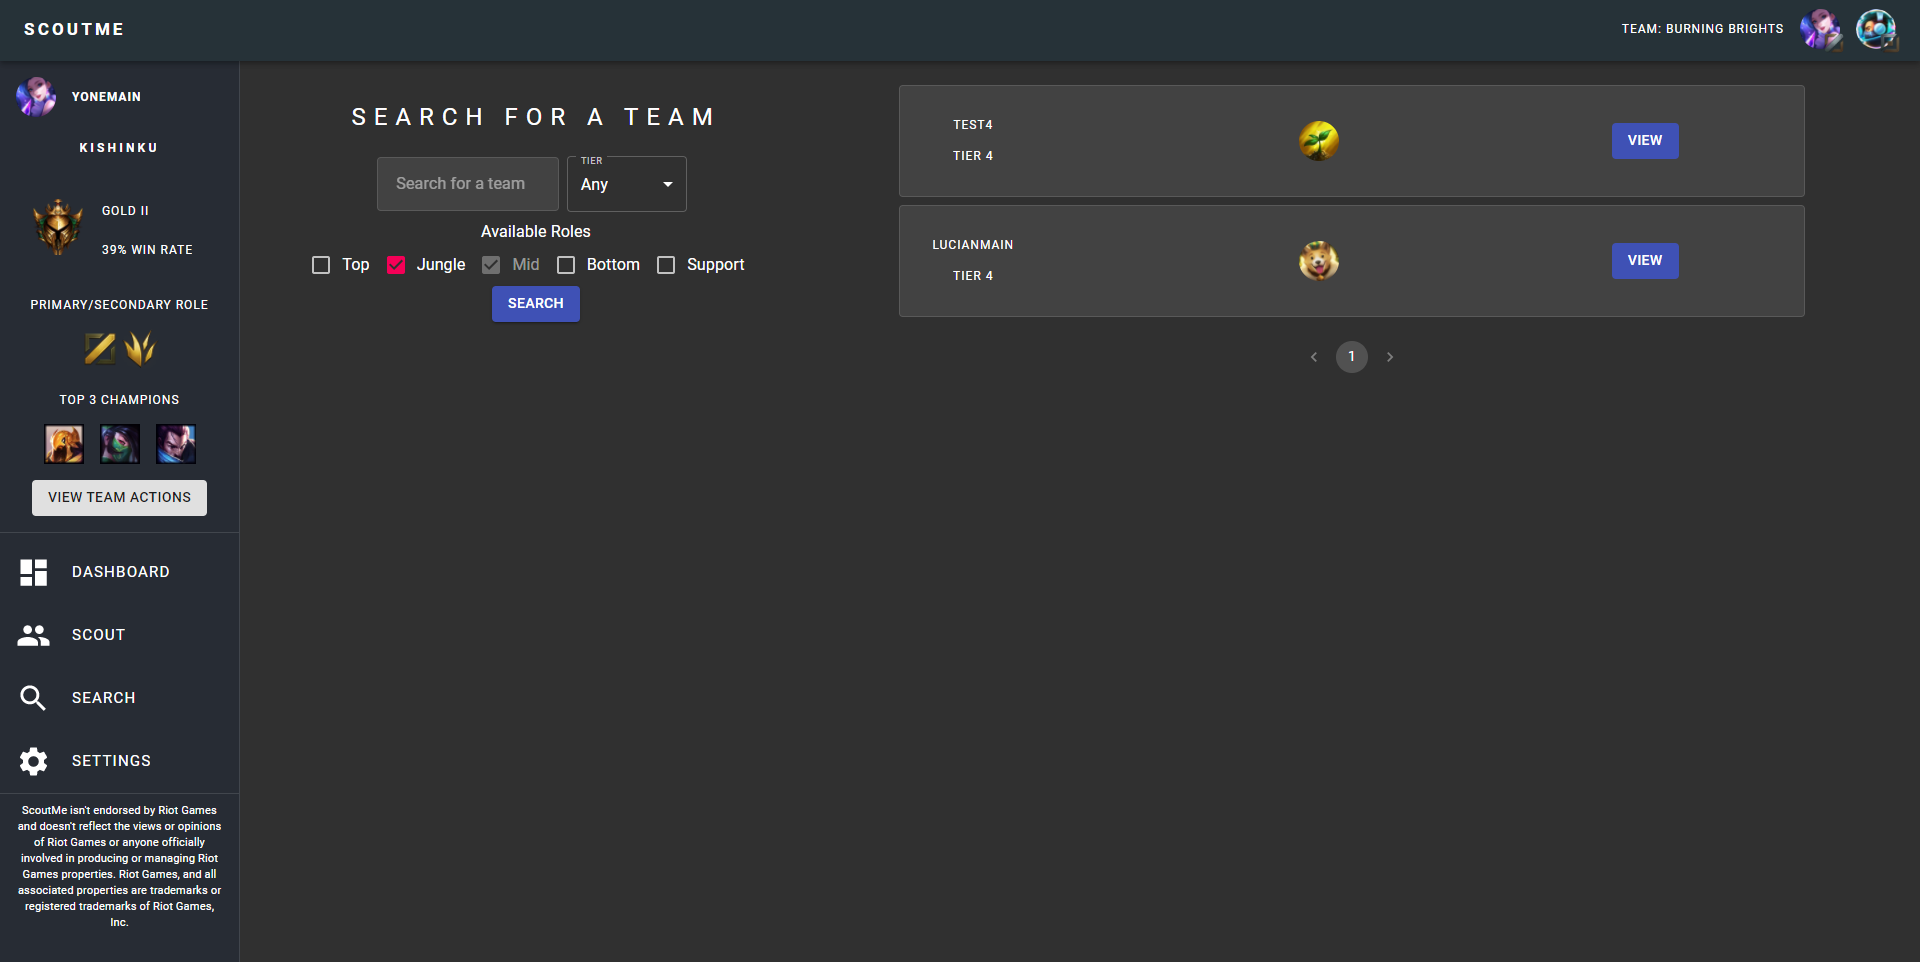 SCOUTME
TEAM: BURNING BRIGHTS
YONEMAIN
KISHINKU
GOLD II
39% WIN RATE
PRIMARY/SECONDARY ROLE
TOP 3 CHAMPIONS
VIEW TEAM ACTIONS
DASHBOARD
SCOUT
SEARCH
SETTINGS
ScoutMe isn't endorsed by Riot Games
and doesn't reflect the views or opinions
of Riot Games or anyone officially
involved in producing or managing Riot
Games properties. Riot Games, and all
associated properties are trademarks or
registered trademarks of Riot Games,
Inc.
SEARCH FOR A TEAM
Search for a team
TIER
Any
Available Roles
Top Jungle Mid Bottom Support
SEARCH
TEST4
TIER 4
VIEW
LUCIANMAIN
TIER 4
VIEW
1